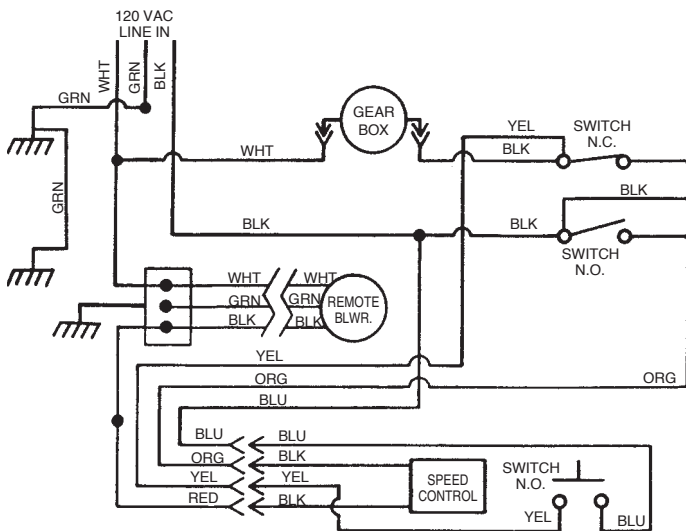 120 VAC
LINE IN
WHT
GRN
BLK
GRN
GRN
GEAR
BOX
WHT
YEL
BLK
SWITCH
N.C.
BLK
BLK
BLK
SWITCH
N.O.
WHT
WHT
GRN
GRN
BLK
BLK
REMOTE
BLWR.
YEL
ORG
ORG
BLU
BLU
BLU
ORG
BLK
YEL
YEL
RED
BLK
SPEED
CONTROL
SWITCH
N.O.
YEL
BLU